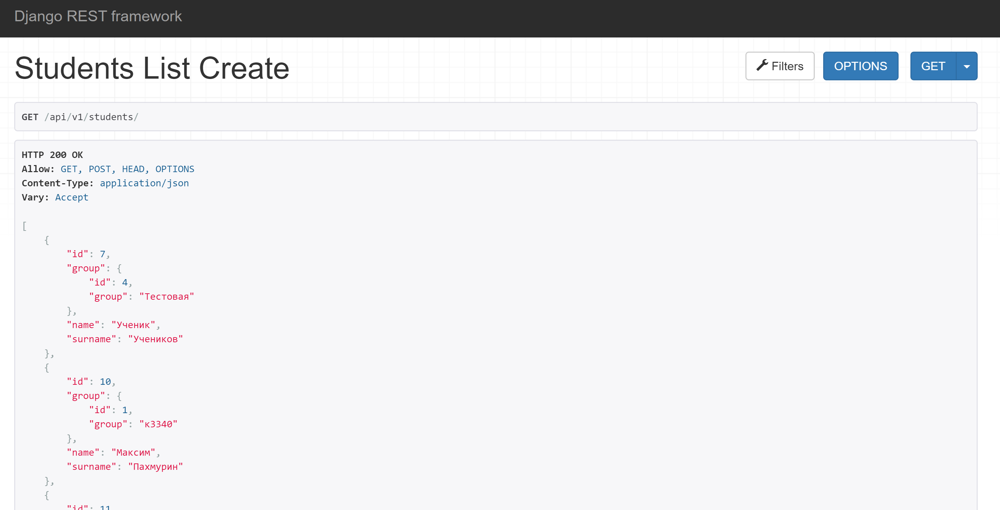 Django REST framework
Students List Create
Filters
OPTIONS
GET
GET /api/v1/students/
HTTP 200 OK
Allow: GET, POST, HEAD, OPTIONS
Content-Type: application/json
Vary: Accept
[
    {
        "id": 7,
        "group": {
            "id": 4,
            "group": "Тестовая"
        },
        "name": "Ученик",
        "surname": "Учеников"
    },
    {
        "id": 10,
        "group": {
            "id": 1,
            "group": "к3340"
        },
        "name": "Максим",
        "surname": "Пахмурин"
    },
    {
        "id": 11